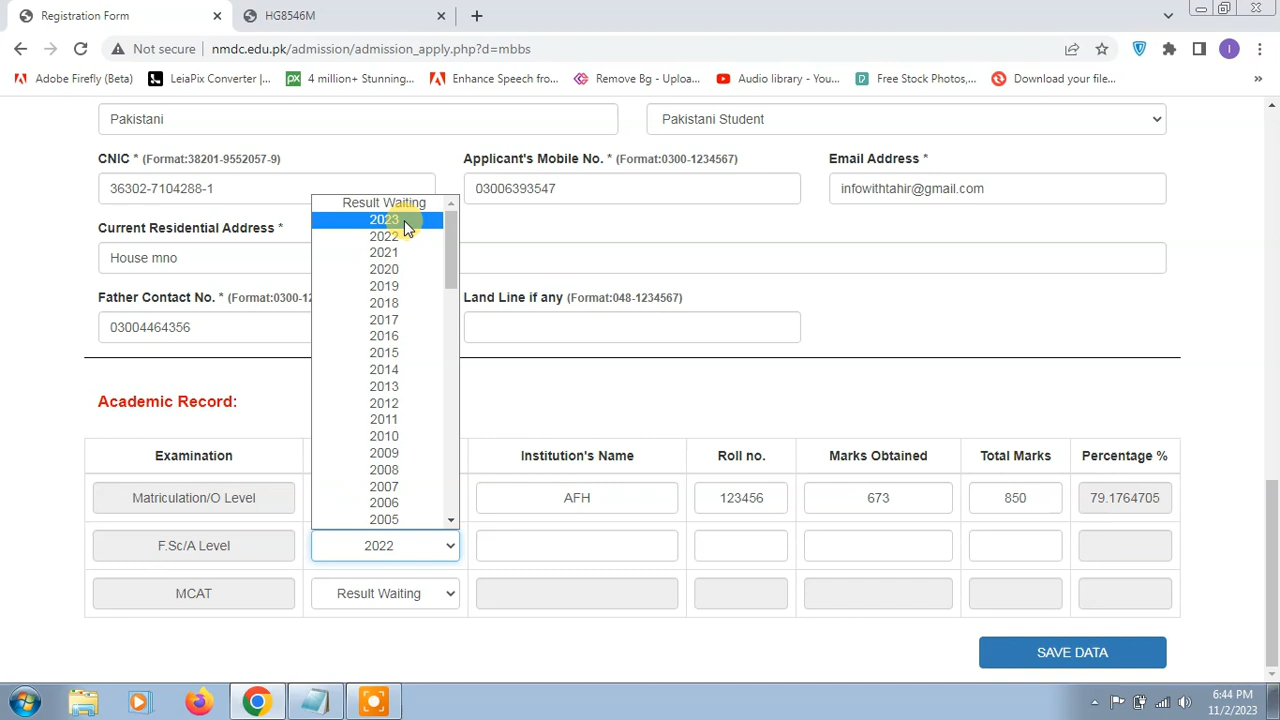 Registration Form
HG8546M
Not secure
nmdc.edu.pk/admission/admission_apply.php?d=mbbs
I
Adobe Firefly (Beta)
LeiaPix Converter |...
4 million+ Stunning...
Enhance Speech fro...
Remove Bg - Uploa...
Audio library - You...
Free Stock Photos,...
Download your file...
»
Pakistani
Pakistani Student
CNIC * (Format:38201-9552057-9)
Applicant's Mobile No. * (Format:0300-1234567)
Email Address *
36302-7104288-1
03006393547
infowithtahir@gmail.com
Current Residential Address *
House mno
Father Contact No. * (Format:0300-12
Land Line if any (Format:048-1234567)
03004464356
Result Waiting
2023
2022
2021
2020
2019
2018
2017
2016
2015
2014
2013
2012
2011
2010
2009
2008
2007
2006
2005
Academic Record:
Examination
Institution's Name
Roll no.
Marks Obtained
Total Marks
Percentage %
Matriculation/O Level
AFH
123456
673
850
79.1764705
F.Sc/A Level
2022
MCAT
Result Waiting
SAVE DATA
6:44 PM
11/2/2023